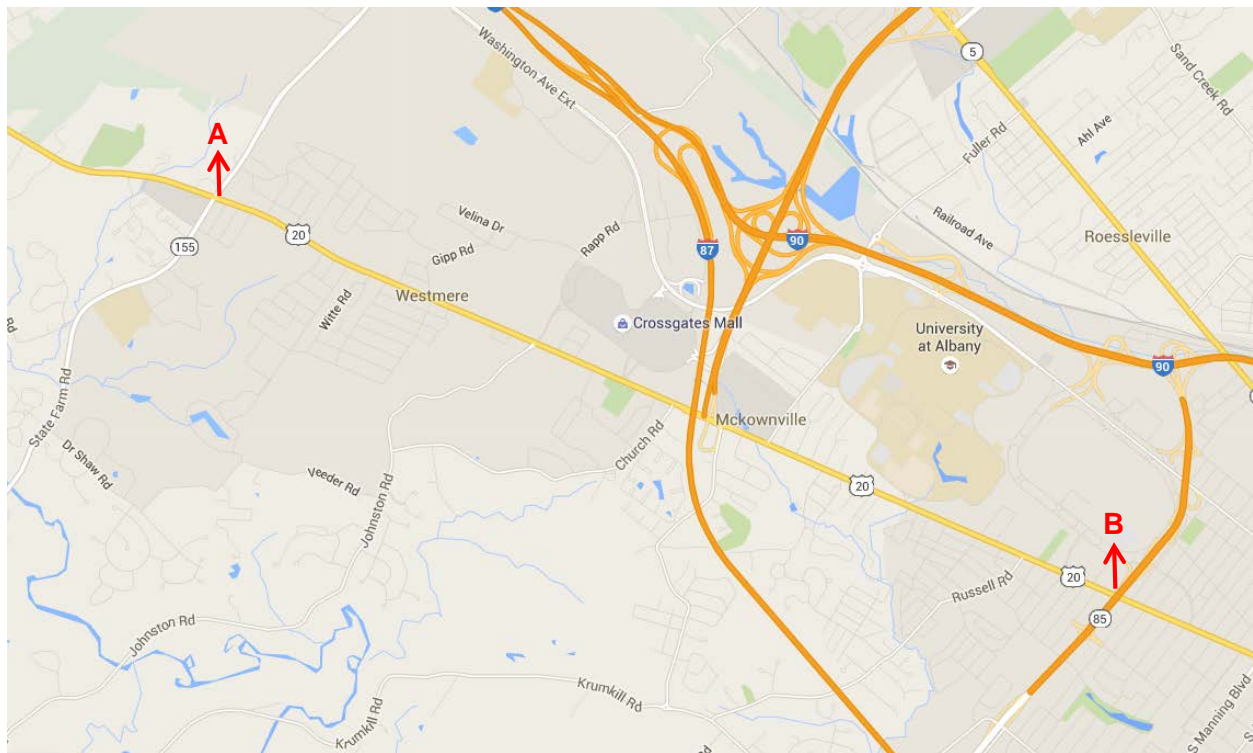 Washington Ave Ext
5
Sand Creek Rd
Fuller Rd
Ahl Ave
A
155
20
Velina Dr
Gipp Rd
Rapp Rd
87
90
Railroad Ave
Roessleville
Westmere
Witte Rd
Crossgates Mall
University
at Albany
90
Rd
State Farm Rd
Mckownville
Church Rd
Dr Shaw Rd
Veeder Rd
Johnston Rd
20
B
20
Russell Rd
85
Johnston Rd
Krumkill Rd
Krumkill Rd
S Manning Blvd
S